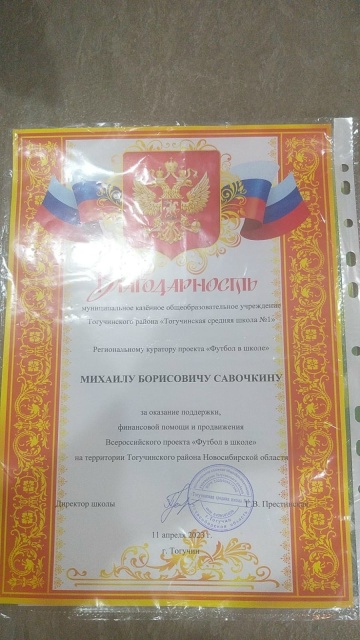 Благодарность
муниципальное казённое общеобразовательное учреждение
Тогучинского района «Тогучинская средняя школа №1»
Региональному куратору проекта «Футбол в школе»
МИХАИЛУ БОРИСОВИЧУ САВОЧКИНУ
за оказание поддержки,
финансовой помощи и продвижения
Всероссийского проекта «Футбол в школе»
на территории Тогучинского района Новосибирской области
Директор школы
11 апреля 2023 г.
г. Тогучин